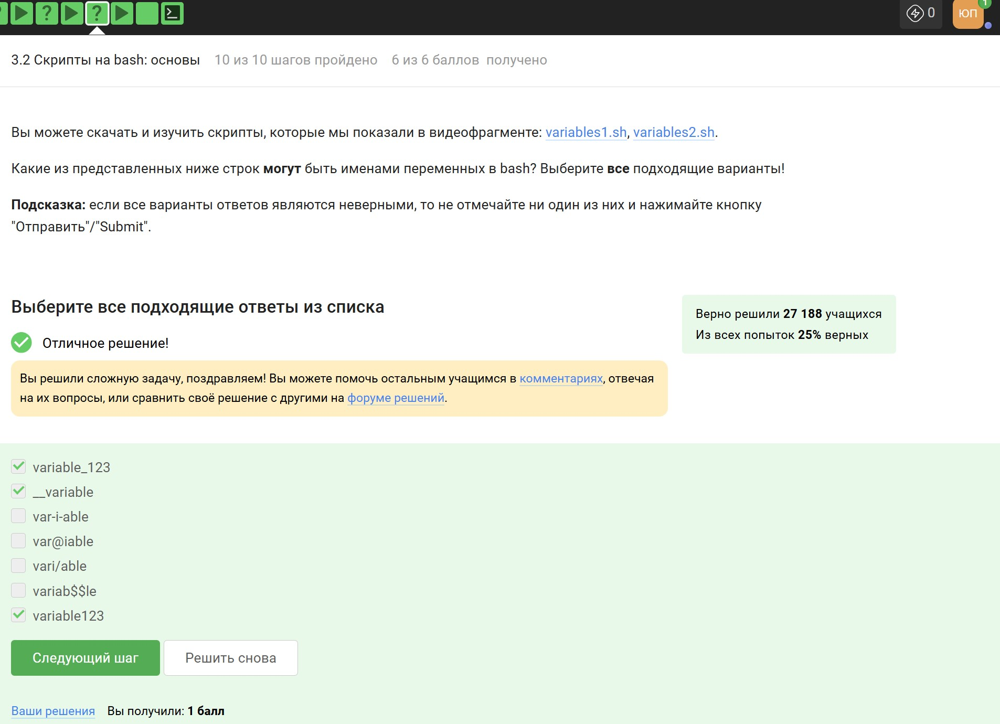 0
ЮП
1
3.2 Скрипты на bash: основы 10 из 10 шагов пройдено 6 из 6 баллов получено
Вы можете скачать и изучить скрипты, которые мы показали в видеофрагменте: variables1.sh, variables2.sh.
Какие из представленных ниже строк могут быть именами переменных в bash? Выберите все подходящие варианты!
Подсказка: если все варианты ответов являются неверными, то не отмечайте ни один из них и нажимайте кнопку
"Отправить"/"Submit".
Выберите все подходящие ответы из списка
Отличное решение!
Вы решили сложную задачу, поздравляем! Вы можете помочь остальным учащимся в комментариях, отвечая
на их вопросы, или сравнить своё решение с другими на форуме решений.
Верно решили 27 188 учащихся
Из всех попыток 25% верных
variable_123
__variable
var-i-able
var@iable
vari/able
variab$$le
variable123
Следующий шаг
Решить снова
Ваши решения Вы получили: 1 балл